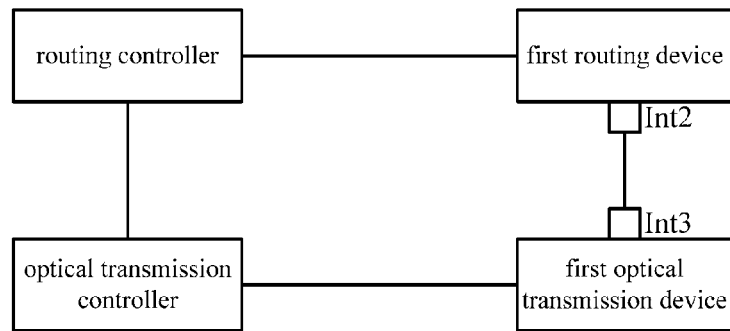 routing controller
first routing device
Int2
Int3
optical transmission
controller
first optical
transmission device